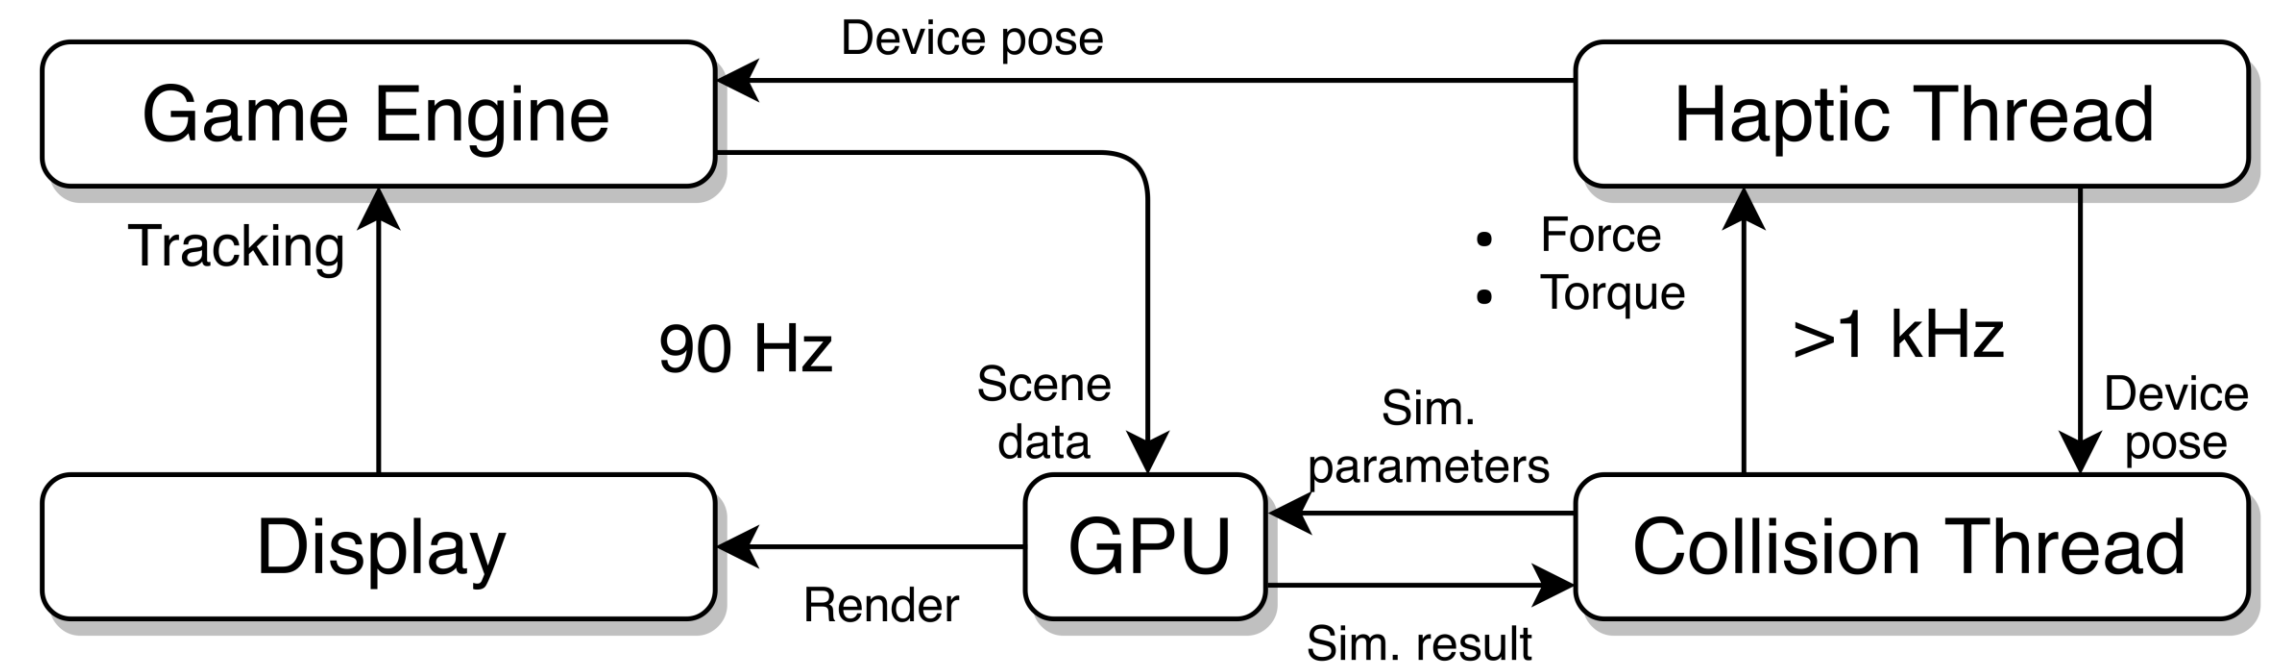 Device pose
Game Engine
Haptic Thread
Tracking
• Force
• Torque
90 Hz
>1 kHz
Scene
data
Sim.
parameters
Device
pose
Display
GPU
Collision Thread
Render
Sim. result